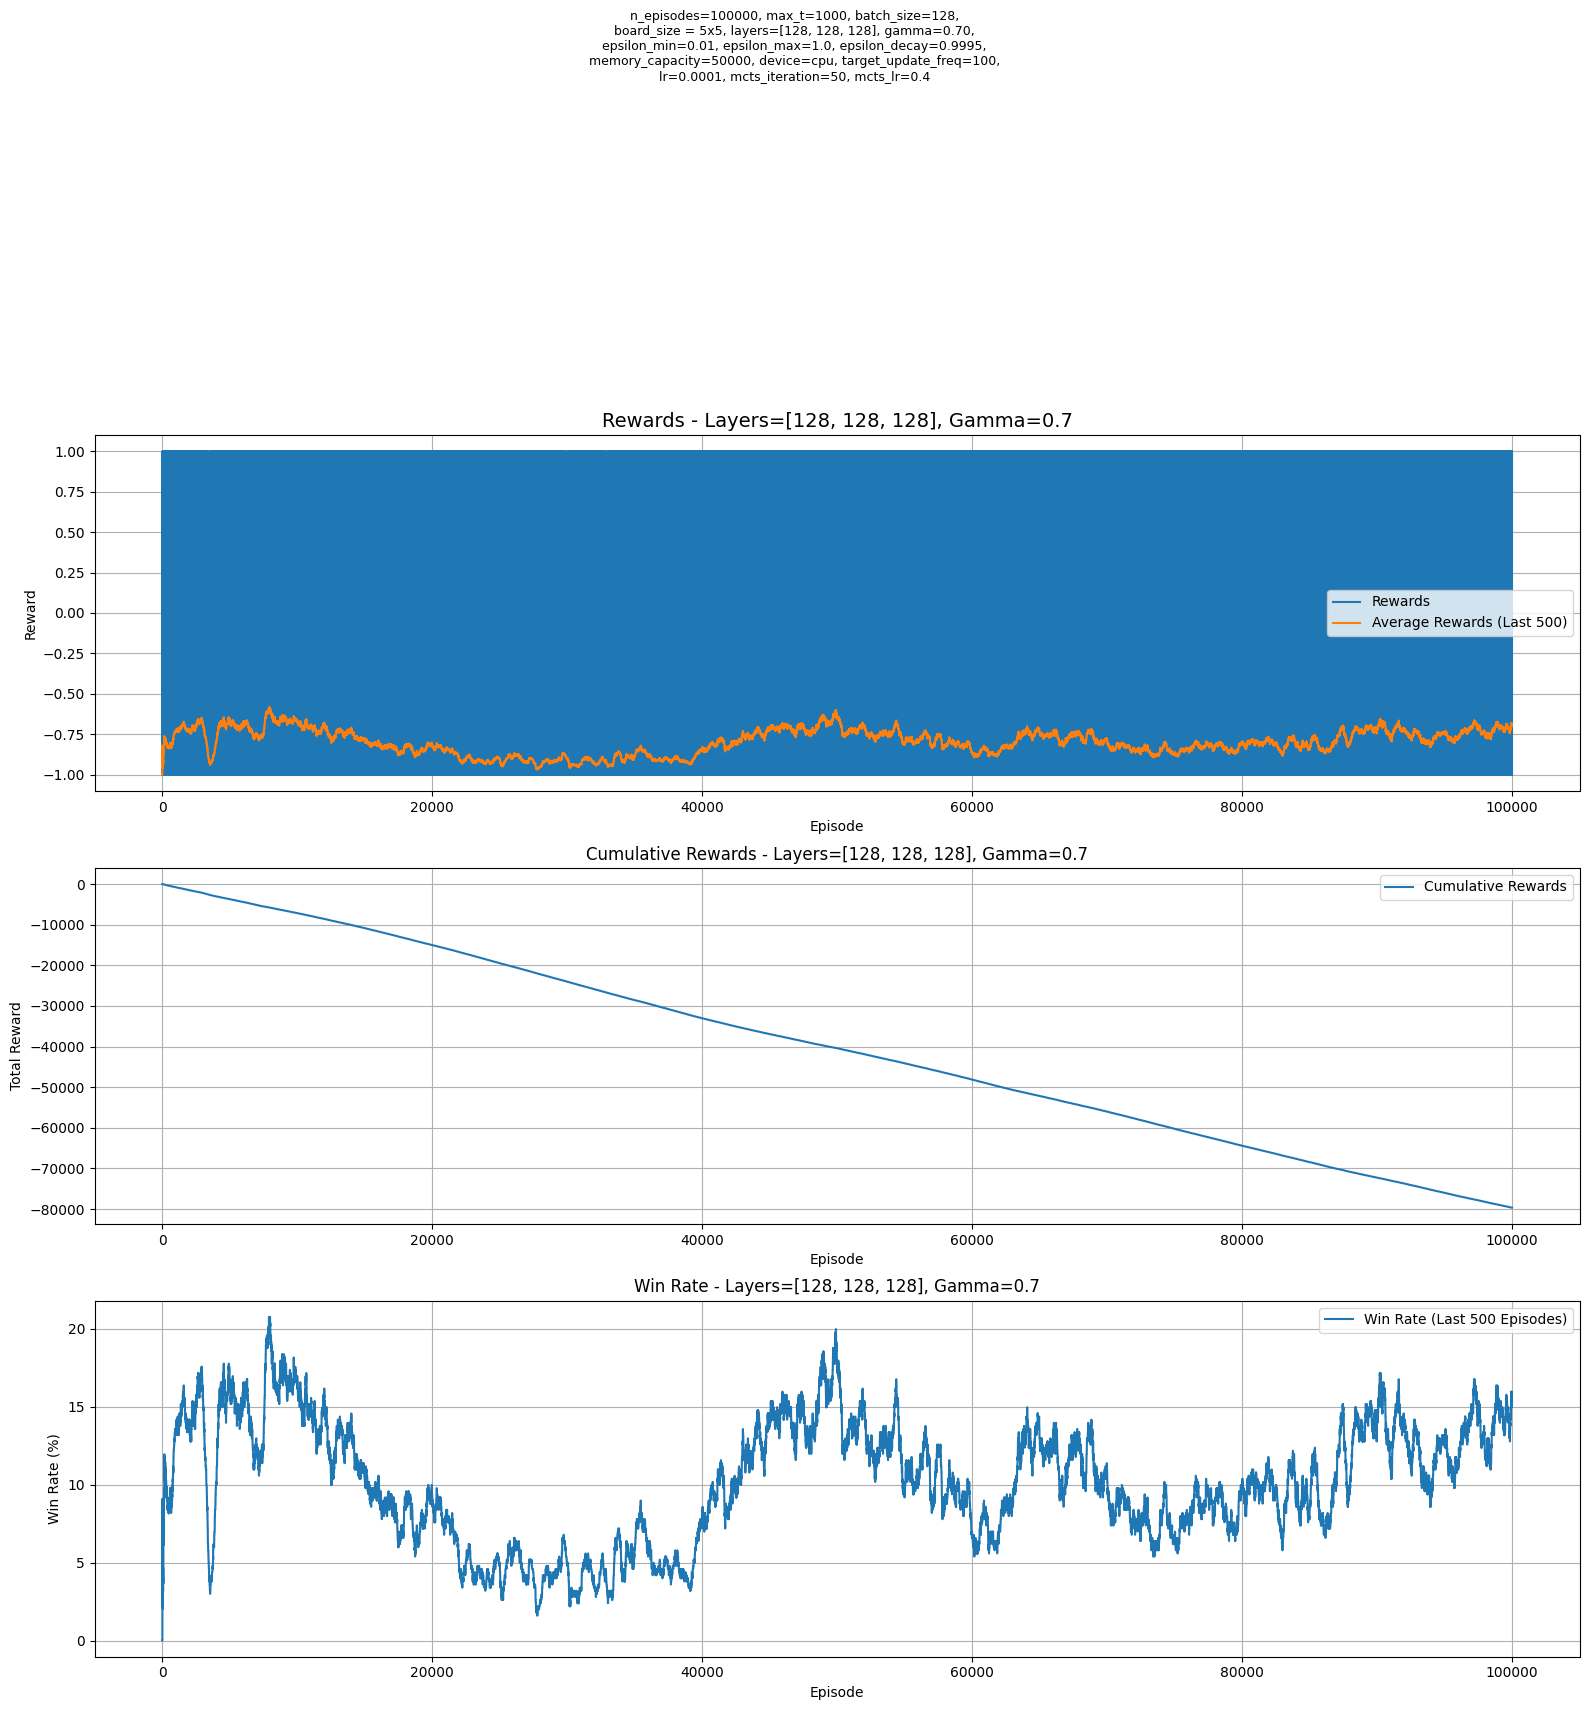 n_episodes=100000, max_t=1000, batch_size=128,
board_size = 5x5, layers=[128, 128, 128], gamma=0.70,
epsilon_min=0.01, epsilon_max=1.0, epsilon_decay=0.9995,
memory_capacity=50000, device=cpu, target_update_freq=100,
lr=0.0001, mcts_iteration=50, mcts_lr=0.4
Rewards - Layers=[128, 128, 128], Gamma=0.7
1.00
0.75
0.50
0.25
0.00
−0.25
−0.50
−0.75
−1.00
Reward
Rewards
Average Rewards (Last 500)
0 20000 40000 60000 80000 100000
Episode
Cumulative Rewards - Layers=[128, 128, 128], Gamma=0.7
0
−10000
−20000
−30000
−40000
−50000
−60000
−70000
−80000
Total Reward
Cumulative Rewards
0 20000 40000 60000 80000 100000
Episode
Win Rate - Layers=[128, 128, 128], Gamma=0.7
20
15
10
5
0
Win Rate (%)
Win Rate (Last 500 Episodes)
0 20000 40000 60000 80000 100000
Episode